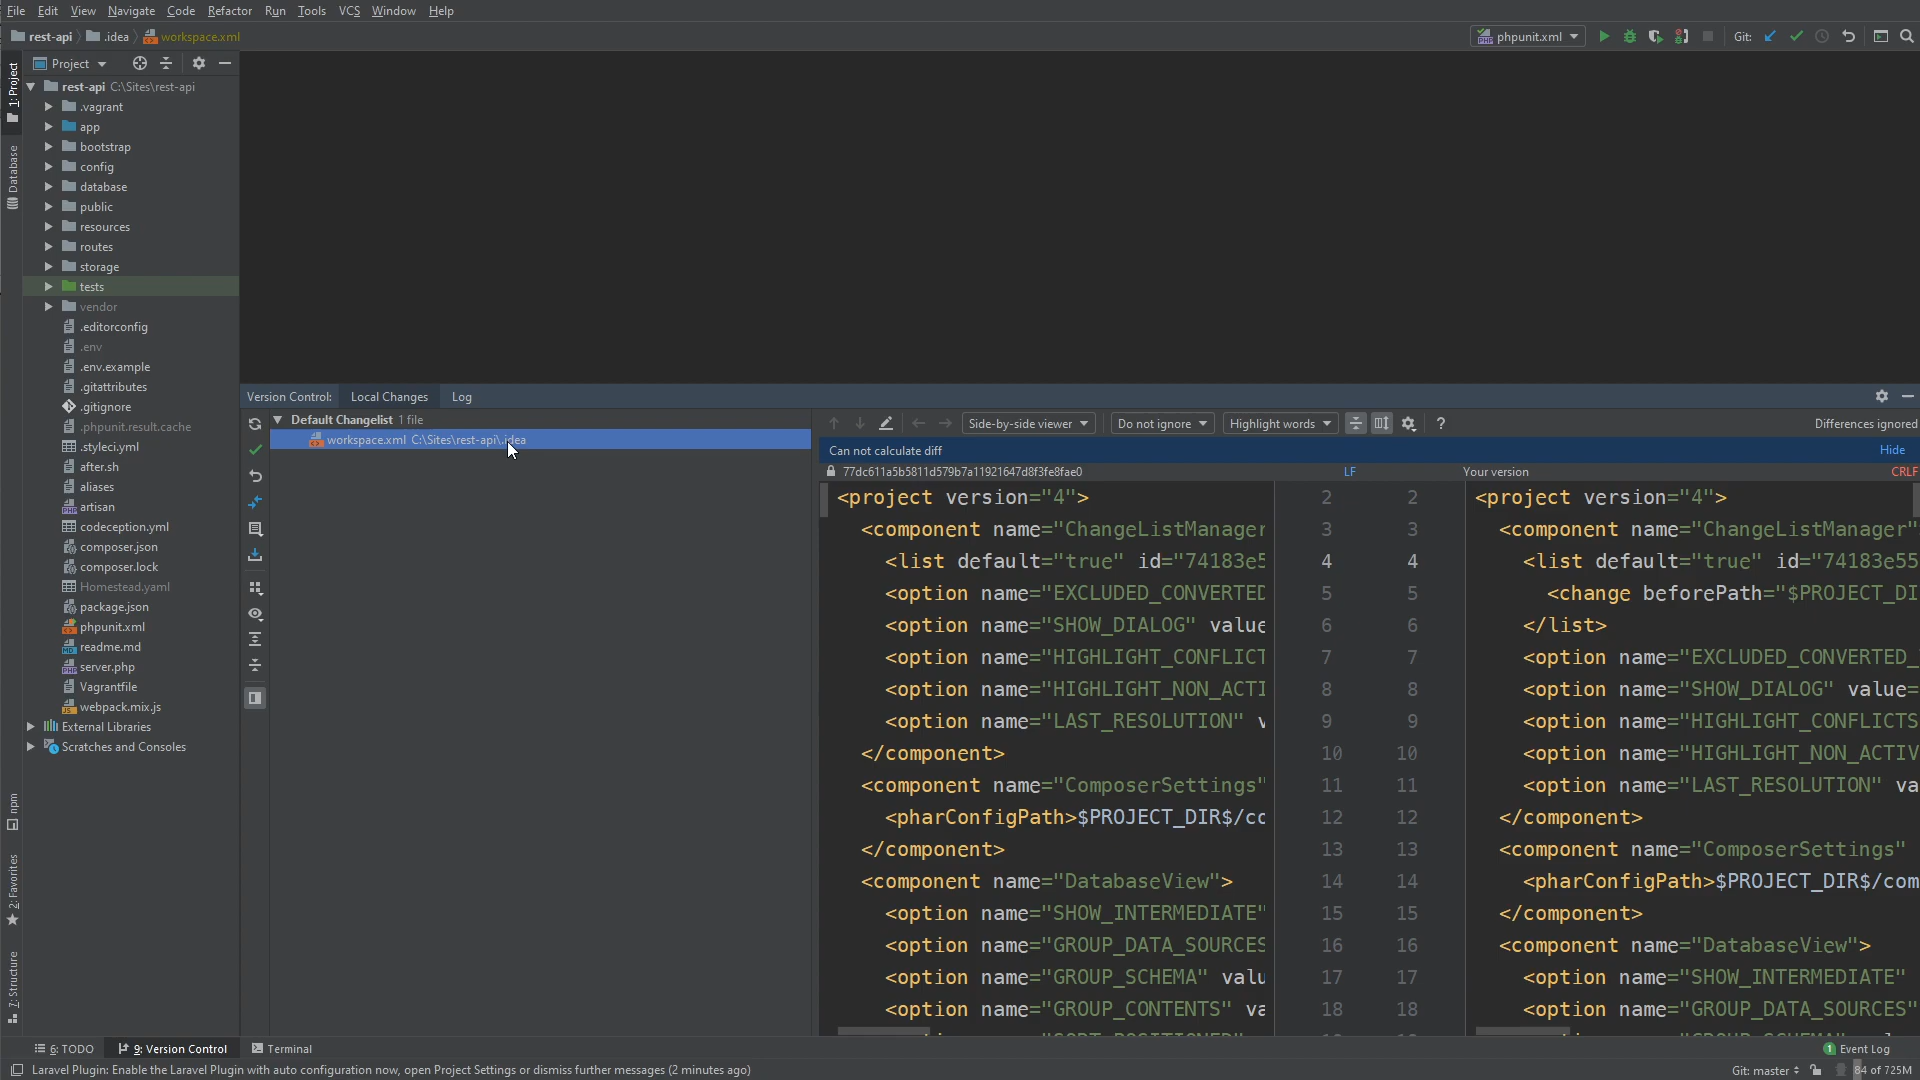 File Edit View Navigate Code Refactor Run Tools VCS Window Help
rest-api .idea workspace.xml phpunit.xml Git:
Project
1: Project
Database
npm
2: Favorites
7: Structure
rest-api C:\Sites\rest-api
.vagrant
app
bootstrap
config
database
public
resources
routes
storage
tests
vendor
.editorconfig
.env
.env.example
.gitattributes
.gitignore
.phpunit.result.cache
.styleci.yml
after.sh
aliases
artisan
codeception.yml
composer.json
composer.lock
Homestead.yaml
package.json
phpunit.xml
readme.md
server.php
Vagrantfile
webpack.mix.js
External Libraries
Scratches and Consoles
Version Control: Local Changes Log
Default Changelist 1 file
workspace.xml C:\Sites\rest-api\.idea
Side-by-side viewer Do not ignore Highlight words ? Differences ignored
Can not calculate diff Hide
77dc611a5b5811d579b7a11921647d8f3fe8fae0 LF Your version CRLF
<project version="4"> 2 2 <project version="4">
<component name="ChangeListManager 3 3 <component name="ChangeListManager"
<list default="true" id="74183e5 4 4 <list default="true" id="74183e55
<option name="EXCLUDED_CONVERTED 5 5 <change beforePath="$PROJECT_DI
<option name="SHOW_DIALOG" value 6 6 </list>
<option name="HIGHLIGHT_CONFLICT 7 7 <option name="EXCLUDED_CONVERTED_
<option name="HIGHLIGHT_NON_ACTI 8 8 <option name="SHOW_DIALOG" value=
<option name="LAST_RESOLUTION" v 9 9 <option name="HIGHLIGHT_CONFLICTS
</component> 10 10 <option name="HIGHLIGHT_NON_ACTIV
<component name="ComposerSettings" 11 11 <option name="LAST_RESOLUTION" va
<pharConfigPath>$PROJECT_DIR$/co 12 12 </component>
</component> 13 13 <component name="ComposerSettings"
<component name="DatabaseView"> 14 14 <pharConfigPath>$PROJECT_DIR$/com
<option name="SHOW_INTERMEDIATE" 15 15 </component>
<option name="GROUP_DATA_SOURCES 16 16 <component name="DatabaseView">
<option name="GROUP_SCHEMA" valu 17 17 <option name="SHOW_INTERMEDIATE"
<option name="GROUP_CONTENTS" va 18 18 <option name="GROUP_DATA_SOURCES"
6: TODO 9: Version Control Terminal 1 Event Log
Laravel Plugin: Enable the Laravel Plugin with auto configuration now, open Project Settings or dismiss further messages (2 minutes ago) Git: master 84 of 725M